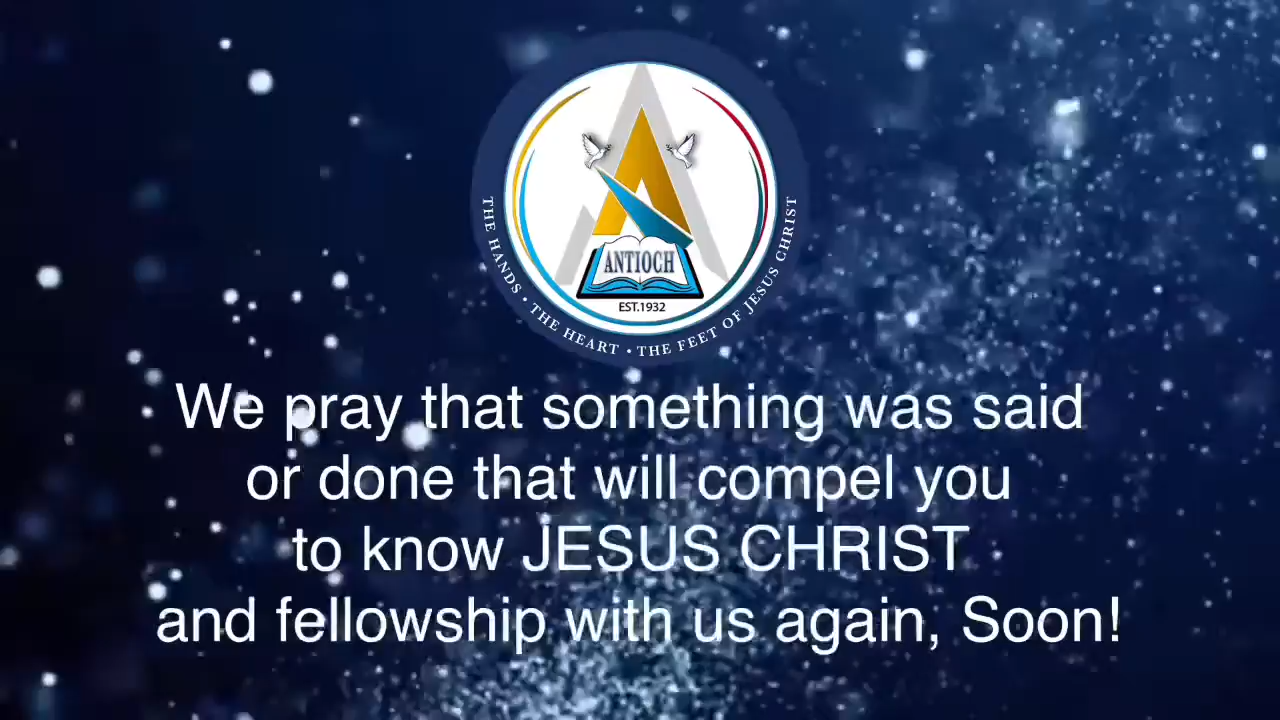 ANTIOCH
EST.1932
THE HANDS • THE HEART • THE FEET OF JESUS CHRIST
We pray that something was said
or done that will compel you
to know JESUS CHRIST
and fellowship with us again, Soon!